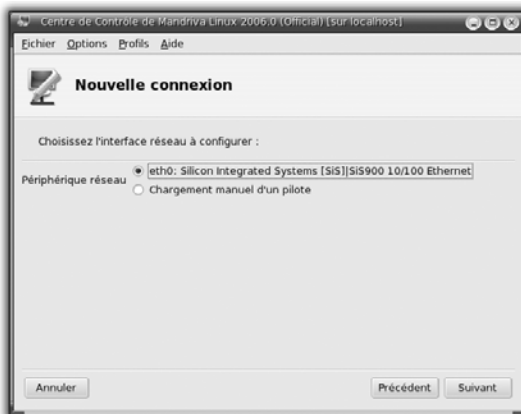 Centre de Contrôle de Mandriva Linux 2006.0 (Official) [sur localhost]
Fichier Options Profils Aide
Nouvelle connexion
Choisissez l'interface réseau à configurer :
Périphérique réseau
eth0: Silicon Integrated Systems [SiS]|SiS900 10/100 Ethernet
Chargement manuel d'un pilote
Annuler Précédent Suivant